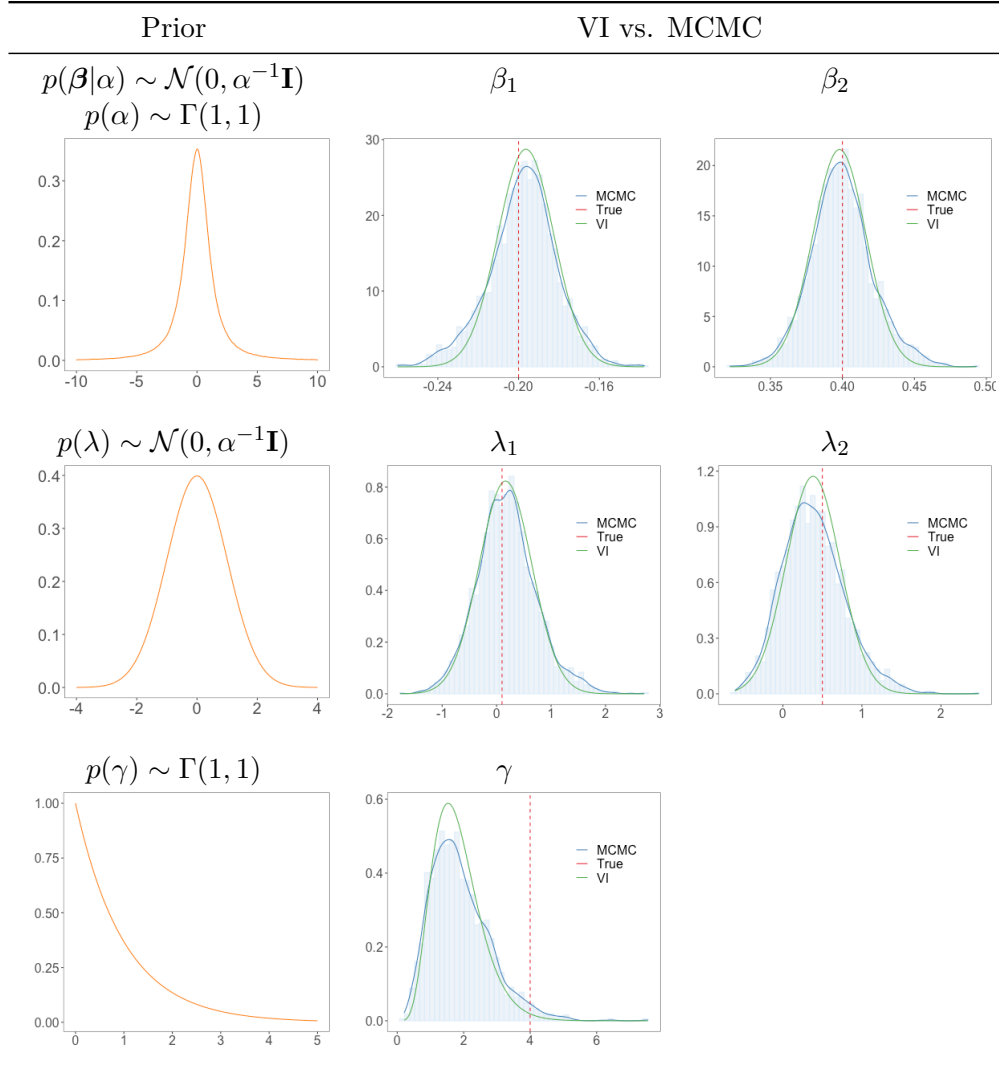 Prior VI vs. MCMC
p(β|α) ∼ N(0, α⁻¹I) β₁ β₂
p(α) ∼ Γ(1, 1)
0.3
0.2
0.1
0.0
-10 -5 0 5 10
30
20
10
0
MCMC
True
VI
-0.24 -0.20 -0.16
20
15
10
5
0
MCMC
True
VI
0.35 0.40 0.45 0.50
p(λ) ∼ N(0, α⁻¹I) λ₁ λ₂
0.4
0.3
0.2
0.1
0.0
-4 -2 0 2 4
0.8
0.6
0.4
0.2
0.0
MCMC
True
VI
-2 -1 0 1 2 3
1.2
0.9
0.6
0.3
0.0
MCMC
True
VI
0 1 2
p(γ) ∼ Γ(1, 1) γ
1.00
0.75
0.50
0.25
0.00
0 1 2 3 4 5
0.6
0.4
0.2
0.0
MCMC
True
VI
0 2 4 6